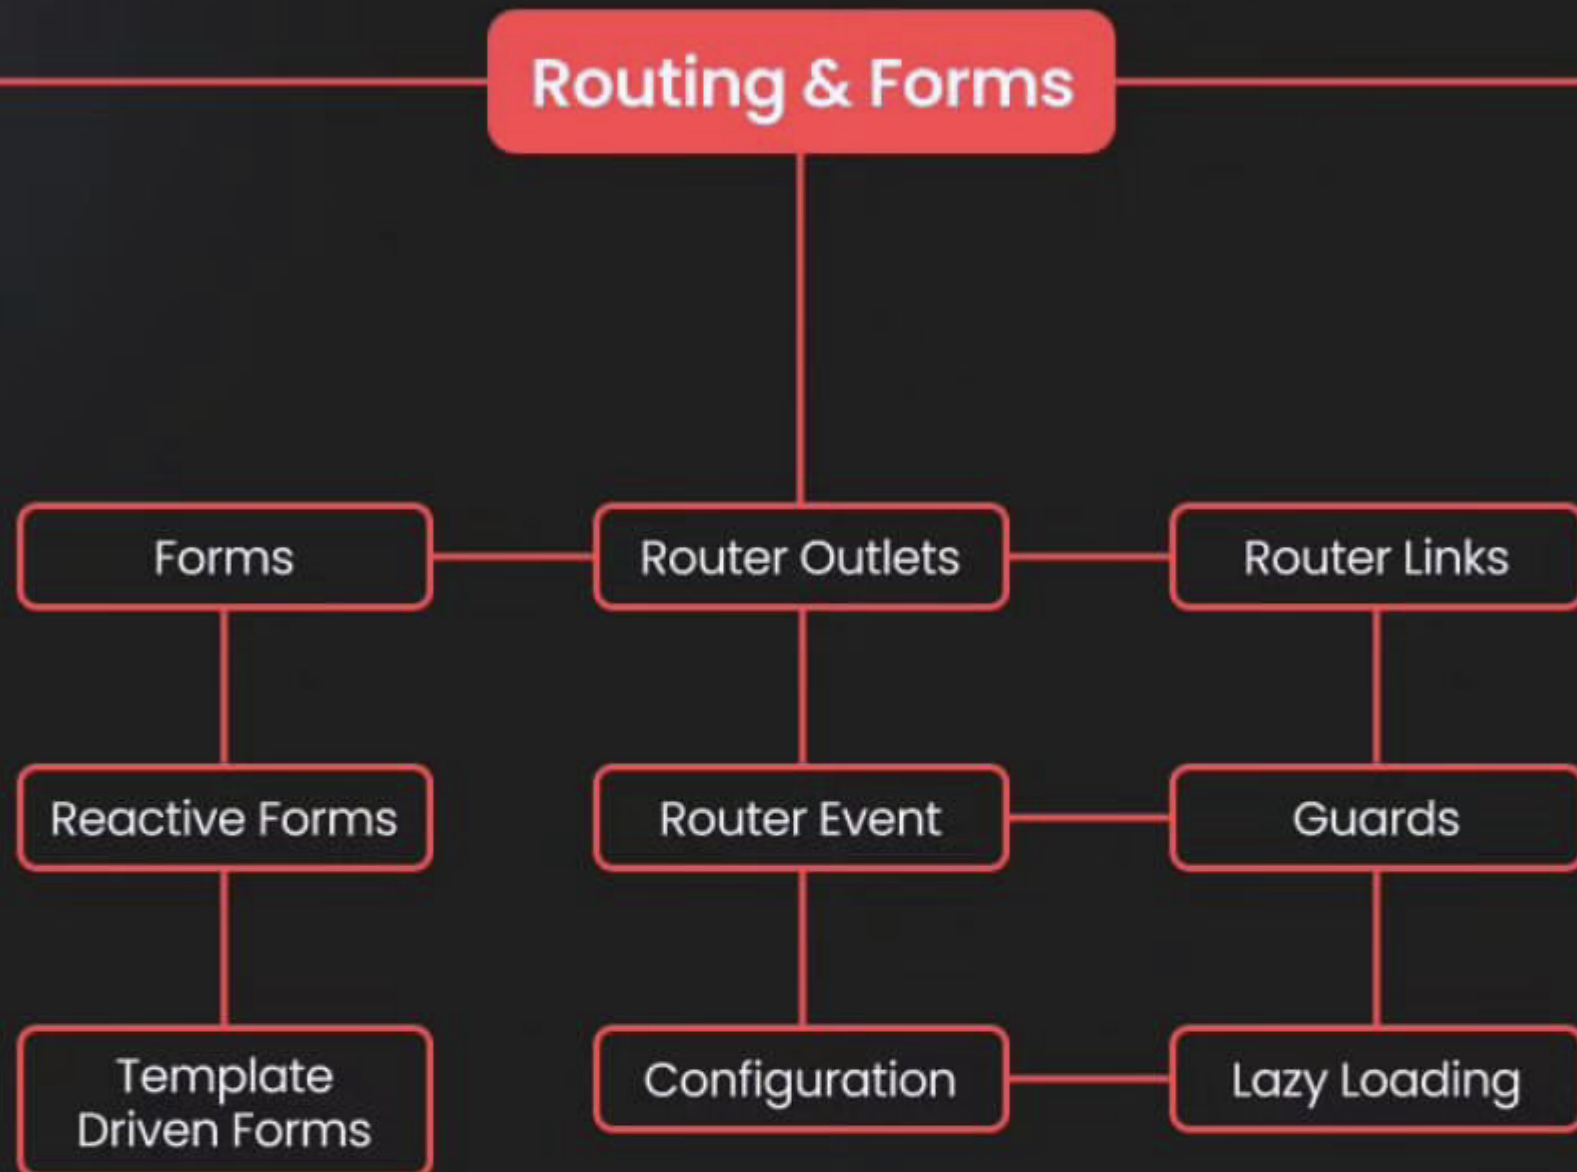 Routing & Forms
Forms
Router Outlets
Router Links
Reactive Forms
Router Event
Guards
Template
Driven Forms
Configuration
Lazy Loading